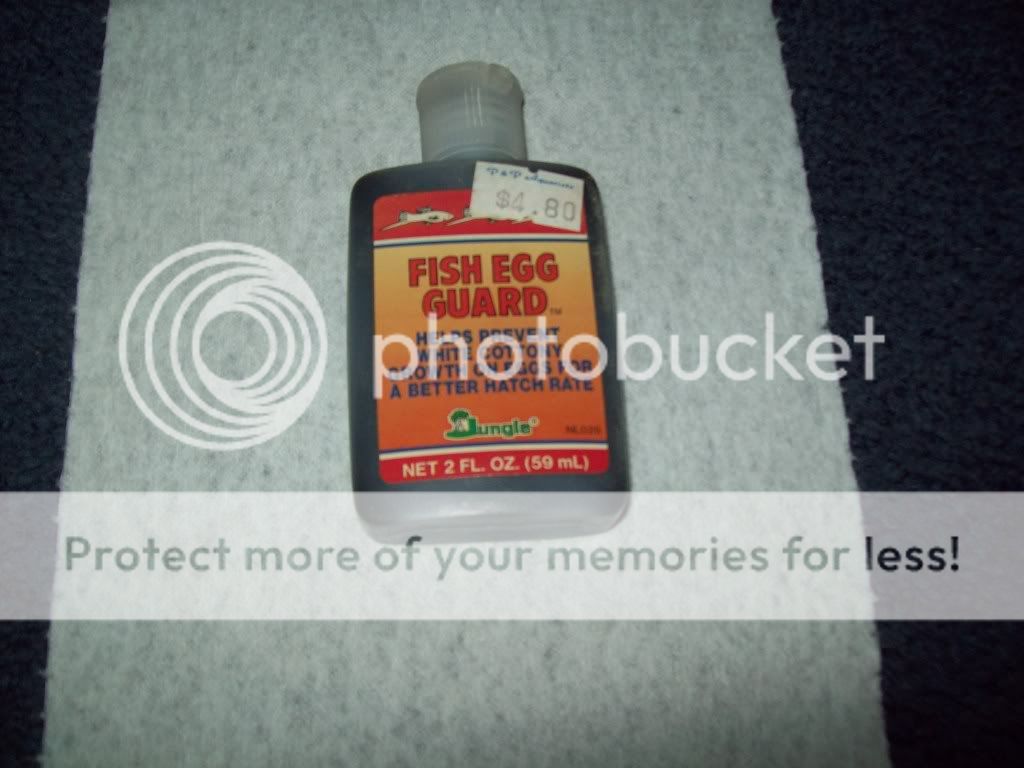 P & P Aquariums
$4.80
FISH EGG
GUARD™
HELPS PREVENT
WHITE COTTONY
GROWTH ON EGGS FOR
A BETTER HATCH RATE
Jungle®
NET 2 FL. OZ. (59 mL)
photobucket
Protect more of your memories for less!